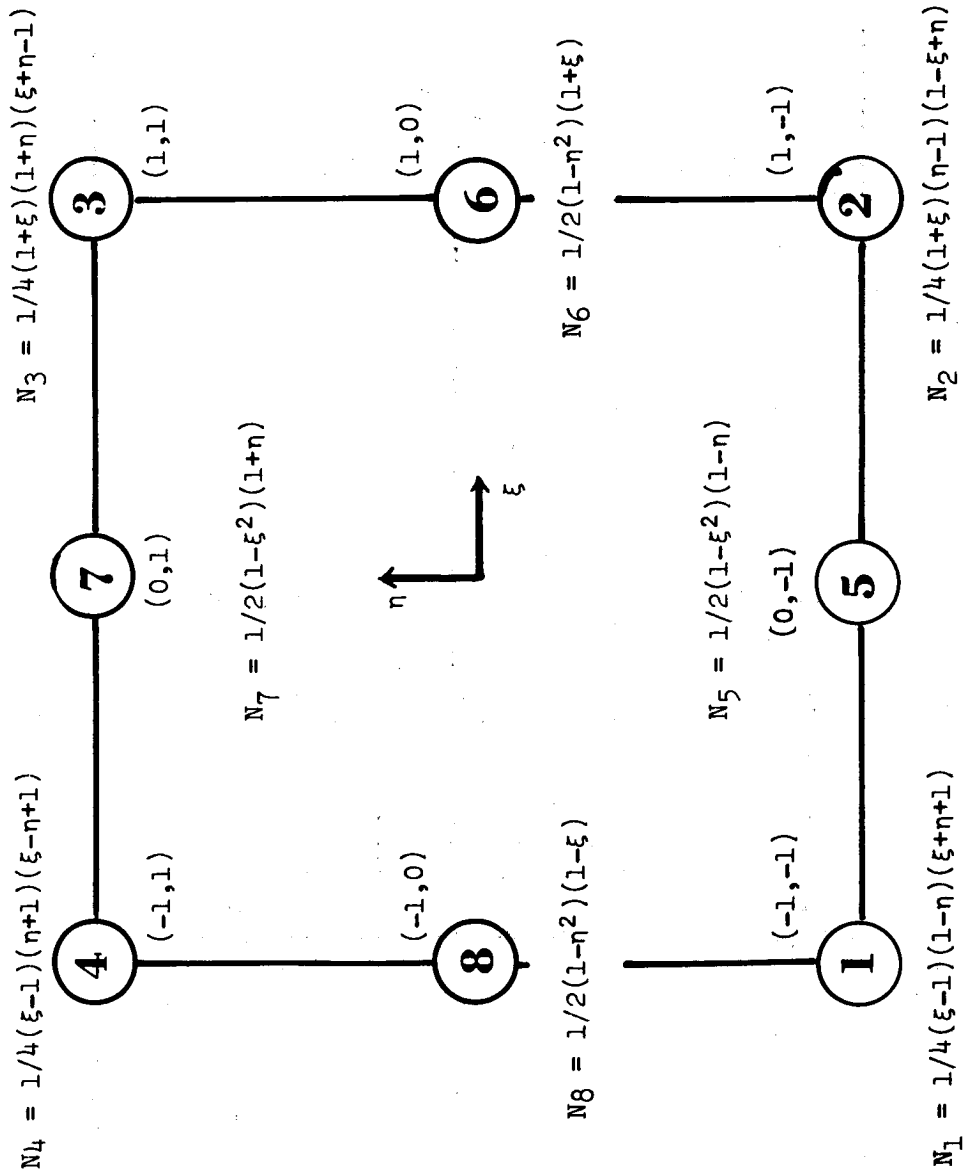 N4 = 1/4(ξ-1)(η+1)(ξ-η+1)
N3 = 1/4(1+ξ)(1+η)(ξ+η-1)
4
7
3
(-1,1)
(0,1)
(1,1)
N7 = 1/2(1-ξ²)(1+η)
(-1,0)
(1,0)
8
6
η
ξ
N8 = 1/2(1-η²)(1-ξ)
N6 = 1/2(1-η²)(1+ξ)
N5 = 1/2(1-ξ²)(1-η)
(-1,-1)
(0,-1)
(1,-1)
1
5
2
N1 = 1/4(ξ-1)(1-η)(ξ+η+1)
N2 = 1/4(1+ξ)(η-1)(1-ξ+η)